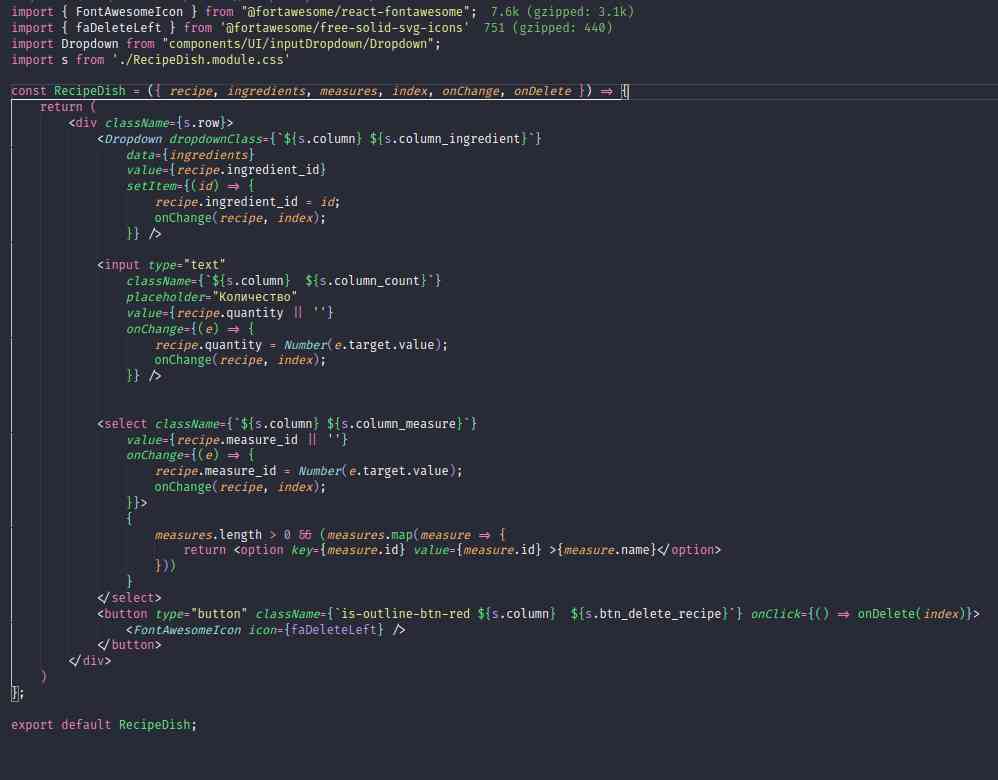 import { FontAwesomeIcon } from "@fortawesome/react-fontawesome"; 7.6k (gzipped: 3.1k)
import { faDeleteLeft } from '@fortawesome/free-solid-svg-icons' 751 (gzipped: 440)
import Dropdown from "components/UI/inputDropdown/Dropdown";
import s from './RecipeDish.module.css'
const RecipeDish = ({ recipe, ingredients, measures, index, onChange, onDelete }) => {
return (
<div className={s.row}>
<Dropdown dropdownClass={`${s.column} ${s.column_ingredient}`}
data={ingredients}
value={recipe.ingredient_id}
setItem={(id) => {
recipe.ingredient_id = id;
onChange(recipe, index);
}} />
<input type="text"
className={`${s.column}  ${s.column_count}`}
placeholder="Количество"
value={recipe.quantity || ''}
onChange={(e) => {
recipe.quantity = Number(e.target.value);
onChange(recipe, index);
}} />
<select className={`${s.column} ${s.column_measure}`}
value={recipe.measure_id || ''}
onChange={(e) => {
recipe.measure_id = Number(e.target.value);
onChange(recipe, index);
}}>
{
measures.length > 0 && (measures.map(measure => {
return <option key={measure.id} value={measure.id} >{measure.name}</option>
}))
}
</select>
<button type="button" className={`is-outline-btn-red ${s.column}  ${s.btn_delete_recipe}`} onClick={() => onDelete(index)}>
<FontAwesomeIcon icon={faDeleteLeft} />
</button>
</div>
)
};
export default RecipeDish;